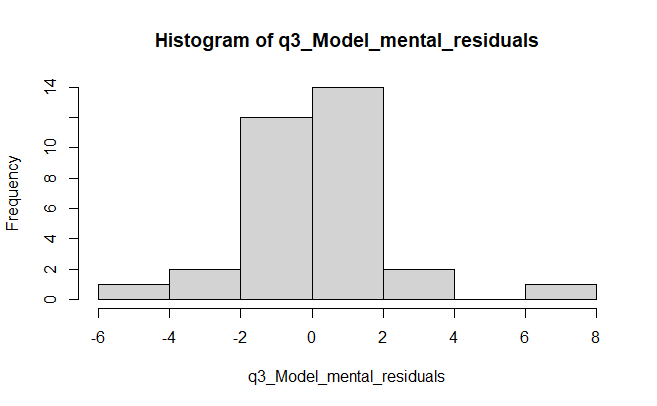 Histogram of q3_Model_mental_residuals
Frequency
14
10
8
6
4
2
0
-6 -4 -2 0 2 4 6 8
q3_Model_mental_residuals